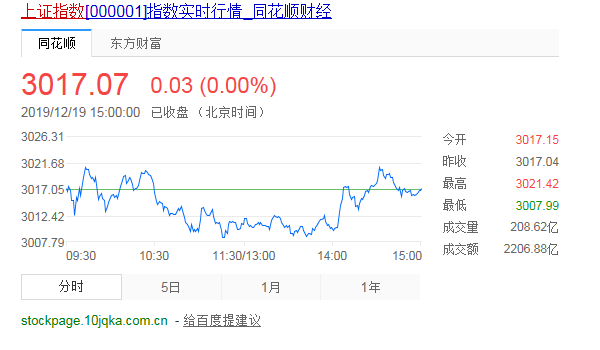 上证指数[000001]指数实时行情_同花顺财经
同花顺 东方财富
3017.07 0.03 (0.00%)
2019/12/19 15:00:00 已收盘 (北京时间)
3026.31
3021.68
3017.05
3012.42
3007.79
09:30 10:30 11:30/13:00 14:00 15:00
今开 3017.15
昨收 3017.04
最高 3021.42
最低 3007.99
成交量 208.62亿
成交额 2206.88亿
分时 5日 1月 1年
stockpage.10jqka.com.cn - 给百度提建议